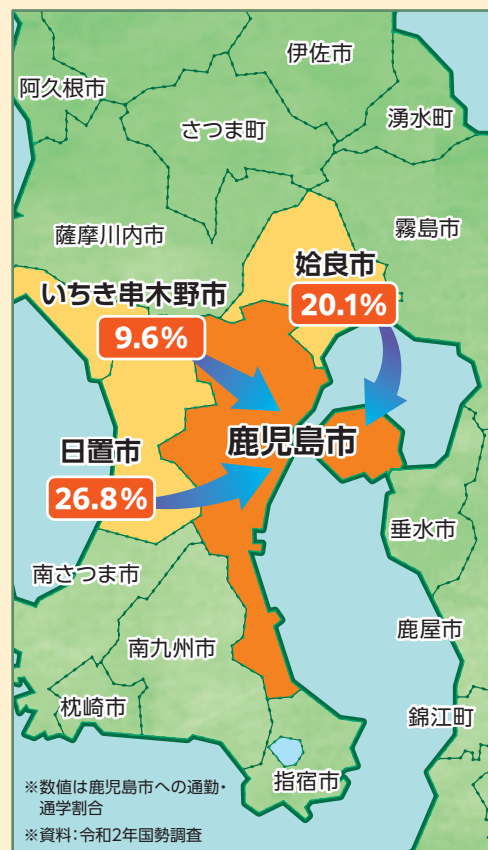 伊佐市
阿久根市
湧水町
さつま町
薩摩川内市
霧島市
姶良市
20.1%
いちき串木野市
9.6%
鹿児島市
日置市
26.8%
垂水市
南さつま市
鹿屋市
南九州市
枕崎市
錦江町
指宿市
※数値は鹿児島市への通勤・
通学割合
※資料:令和2年国勢調査